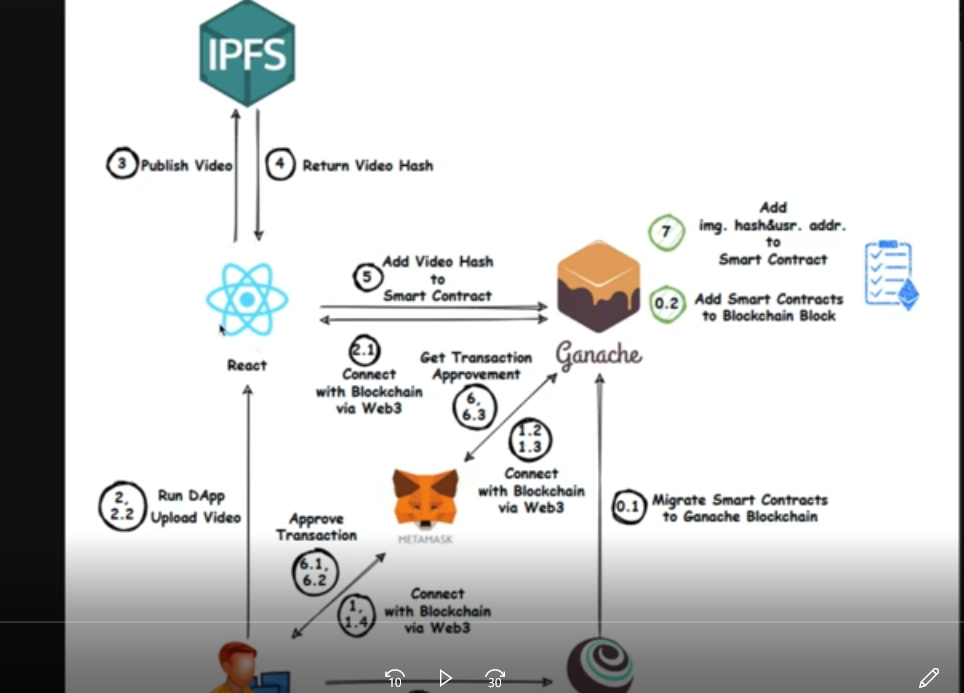 IPFS
3 Publish Video
4 Return Video Hash
7
Add
img. hash&usr. addr.
to
Smart Contract
5
Add Video Hash
to
Smart Contract
0.2
Add Smart Contracts
to Blockchain Block
React
2.1
Connect
with Blockchain
via Web3
Get Transaction
Approvement
6,
6.3
Ganache
1.2
1.3
Connect
with Blockchain
via Web3
METAMASK
2,
2.2
Run DApp
Upload Video
0.1
Migrate Smart Contracts
to Ganache Blockchain
Approve
Transaction
6.1,
6.2
1,
1.4
Connect
with Blockchain
via Web3
10
30